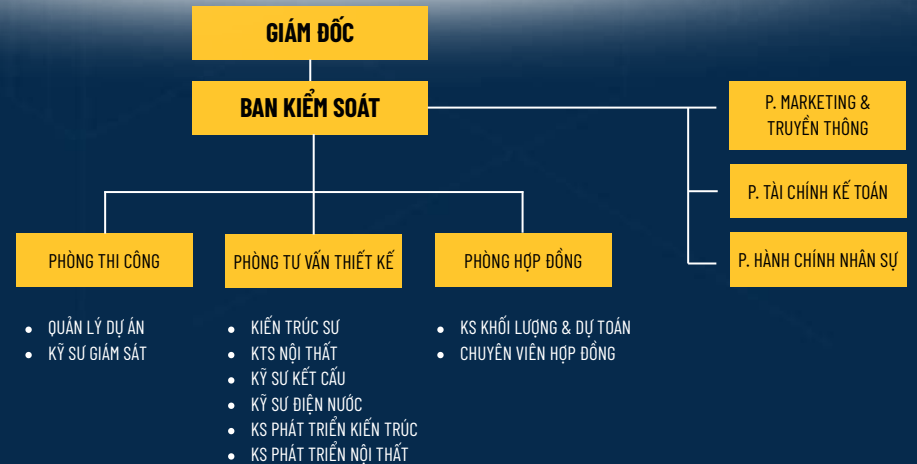 GIÁM ĐỐC
BAN KIỂM SOÁT
P. MARKETING &
TRUYỀN THÔNG
P. TÀI CHÍNH KẾ TOÁN
P. HÀNH CHÍNH NHÂN SỰ
PHÒNG THI CÔNG
QUẢN LÝ DỰ ÁN
KỸ SƯ GIÁM SÁT
PHÒNG TƯ VẤN THIẾT KẾ
KIẾN TRÚC SƯ
KTS NỘI THẤT
KỸ SƯ KẾT CẤU
KỸ SƯ ĐIỆN NƯỚC
KS PHÁT TRIỂN KIẾN TRÚC
KS PHÁT TRIỂN NỘI THẤT
PHÒNG HỢP ĐỒNG
KS KHỐI LƯỢNG & DỰ TOÁN
CHUYÊN VIÊN HỢP ĐỒNG